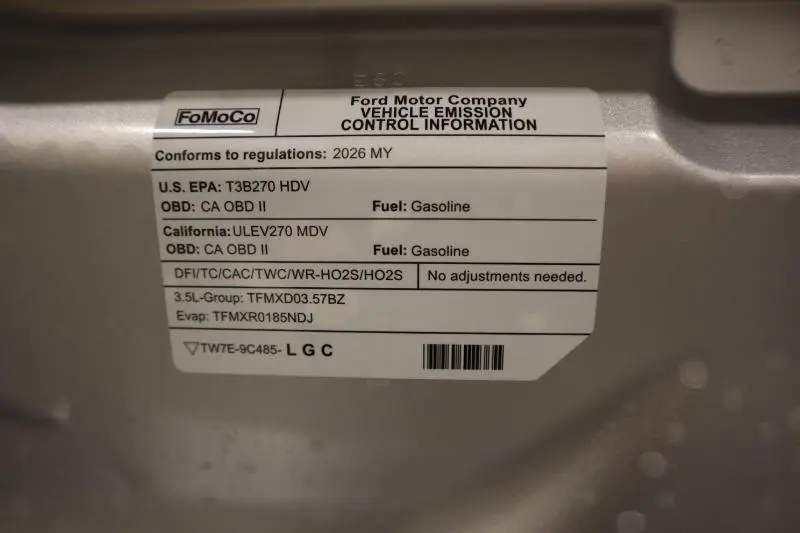 FoMoCo
Ford Motor Company
VEHICLE EMISSION
CONTROL INFORMATION
Conforms to regulations: 2026 MY
U.S. EPA: T3B270 HDV
OBD: CA OBD II Fuel: Gasoline
California:ULEV270 MDV
OBD: CA OBD II Fuel: Gasoline
DFI/TC/CAC/TWC/WR-HO2S/HO2S No adjustments needed.
3.5L-Group: TFMXD03.57BZ
Evap: TFMXR0185NDJ
TW7E-9C485- L G C